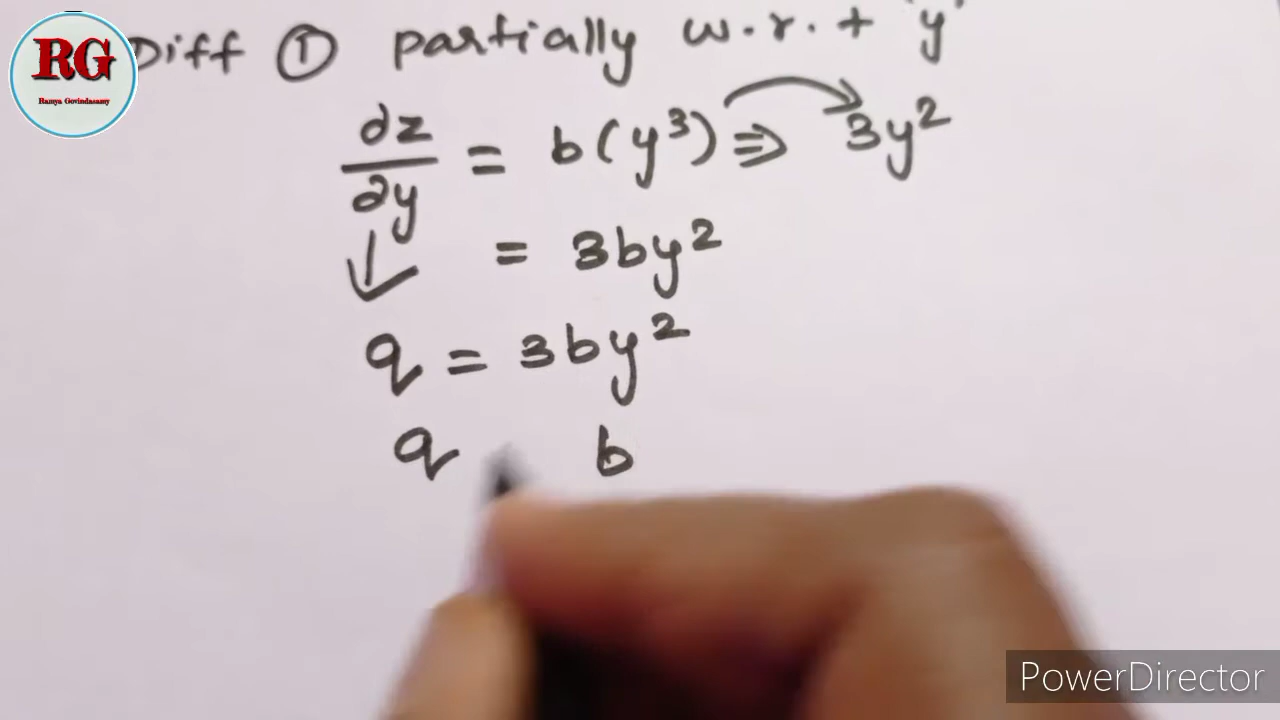 RG
Ramya Govindasamy
Diff ① partially w.r.t 'y'
∂z/∂y = b(y³) ⇒ 3y²
= 3by²
q = 3by²
q b
PowerDirector